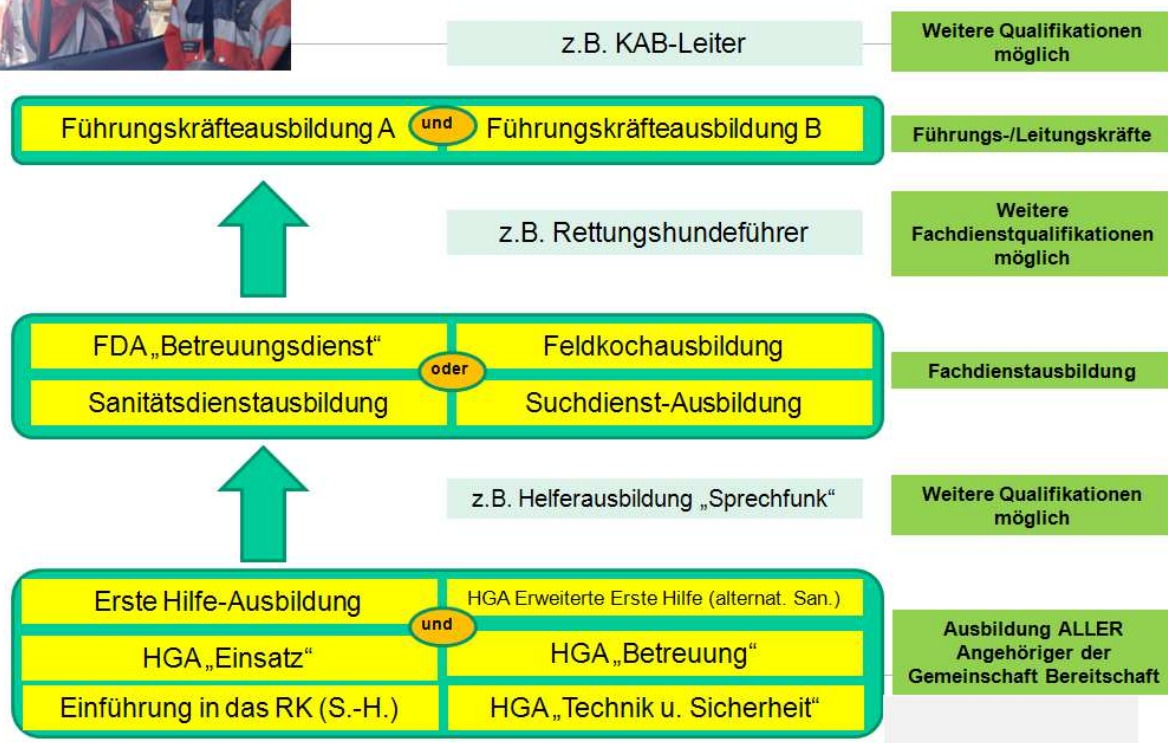 z.B. KAB-Leiter
Weitere Qualifikationen
möglich
Führungskräfteausbildung A
und
Führungskräfteausbildung B
Führungs-/Leitungskräfte
z.B. Rettungshundeführer
Weitere
Fachdienstqualifikationen
möglich
FDA „Betreuungsdienst“
Feldkochausbildung
oder
Sanitätsdienstausbildung
Suchdienst-Ausbildung
Fachdienstausbildung
z.B. Helferausbildung „Sprechfunk“
Weitere Qualifikationen
möglich
Erste Hilfe-Ausbildung
HGA Erweiterte Erste Hilfe (alternat. San.)
und
HGA „Einsatz“
HGA „Betreuung“
Einführung in das RK (S.-H.)
HGA „Technik u. Sicherheit“
Ausbildung ALLER
Angehöriger der
Gemeinschaft Bereitschaft